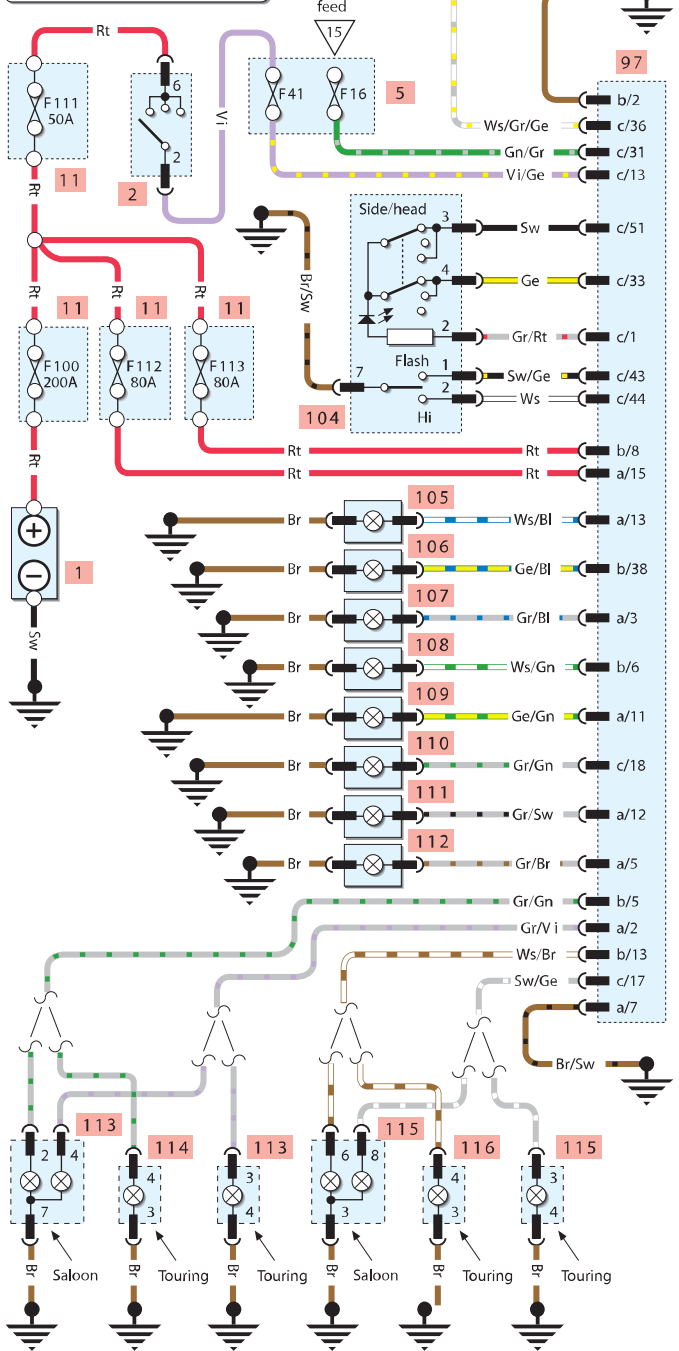 feed
15
Rt
97
6
F111
50A
F41
F16
5
b/2
Vi
Ws/Gr/Ge
c/36
2
Gn/Gr
c/31
Rt
11
2
Vi/Ge
c/13
Side/head
3
Sw
c/51
Br/Sw
4
Ge
c/33
Rt
Rt
Rt
11
11
11
2
Gr/Rt
c/1
F100
200A
F112
80A
F113
80A
Flash
7
1
Sw/Ge
c/43
2
Ws
c/44
104
Hi
Rt
Rt
Rt
b/8
Rt
Rt
a/15
105
+
Br
Ws/Bl
a/13
106
−
1
Br
Ge/Bl
b/38
107
Sw
Br
Gr/Bl
a/3
108
Br
Ws/Gn
b/6
109
Br
Ge/Gn
a/11
110
Br
Gr/Gn
c/18
111
Br
Gr/Sw
a/12
112
Br
Gr/Br
a/5
Gr/Gn
b/5
Gr/Vi
a/2
Ws/Br
b/13
Sw/Ge
c/17
a/7
Br/Sw
113
114
113
115
116
115
2
4
4
3
6
8
4
3
7
3
4
3
3
4
Br
Saloon
Br
Touring
Br
Touring
Br
Saloon
Br
Touring
Br
Touring